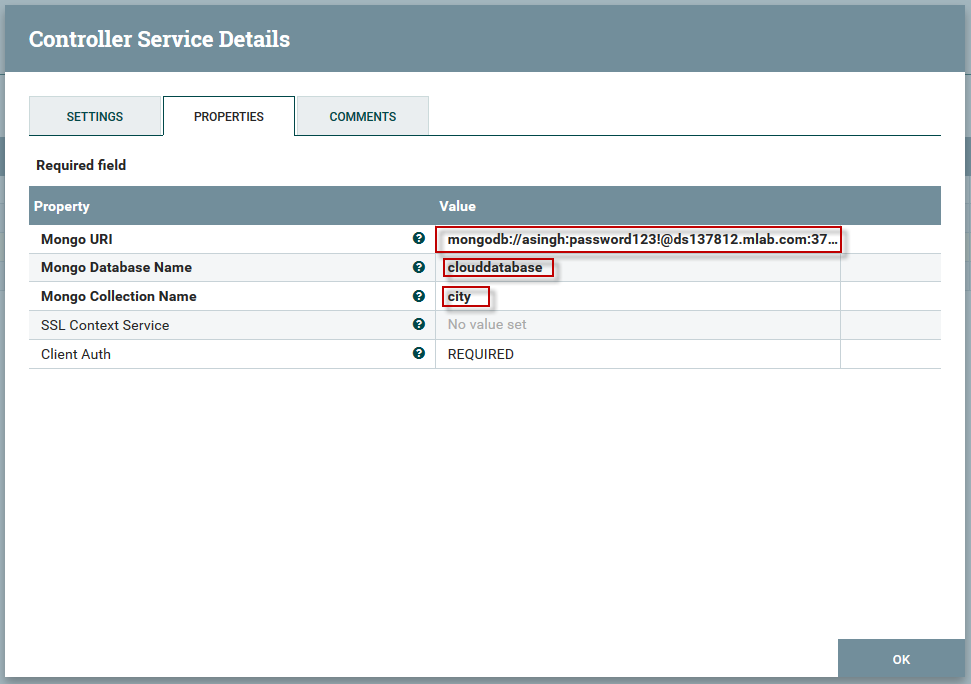 Controller Service Details
SETTINGS PROPERTIES COMMENTS
Required field
Property Value
Mongo URI ? mongodb://asingh:password123!@ds137812.mlab.com:37...
Mongo Database Name ? clouddatabase
Mongo Collection Name ? city
SSL Context Service ? No value set
Client Auth ? REQUIRED
OK